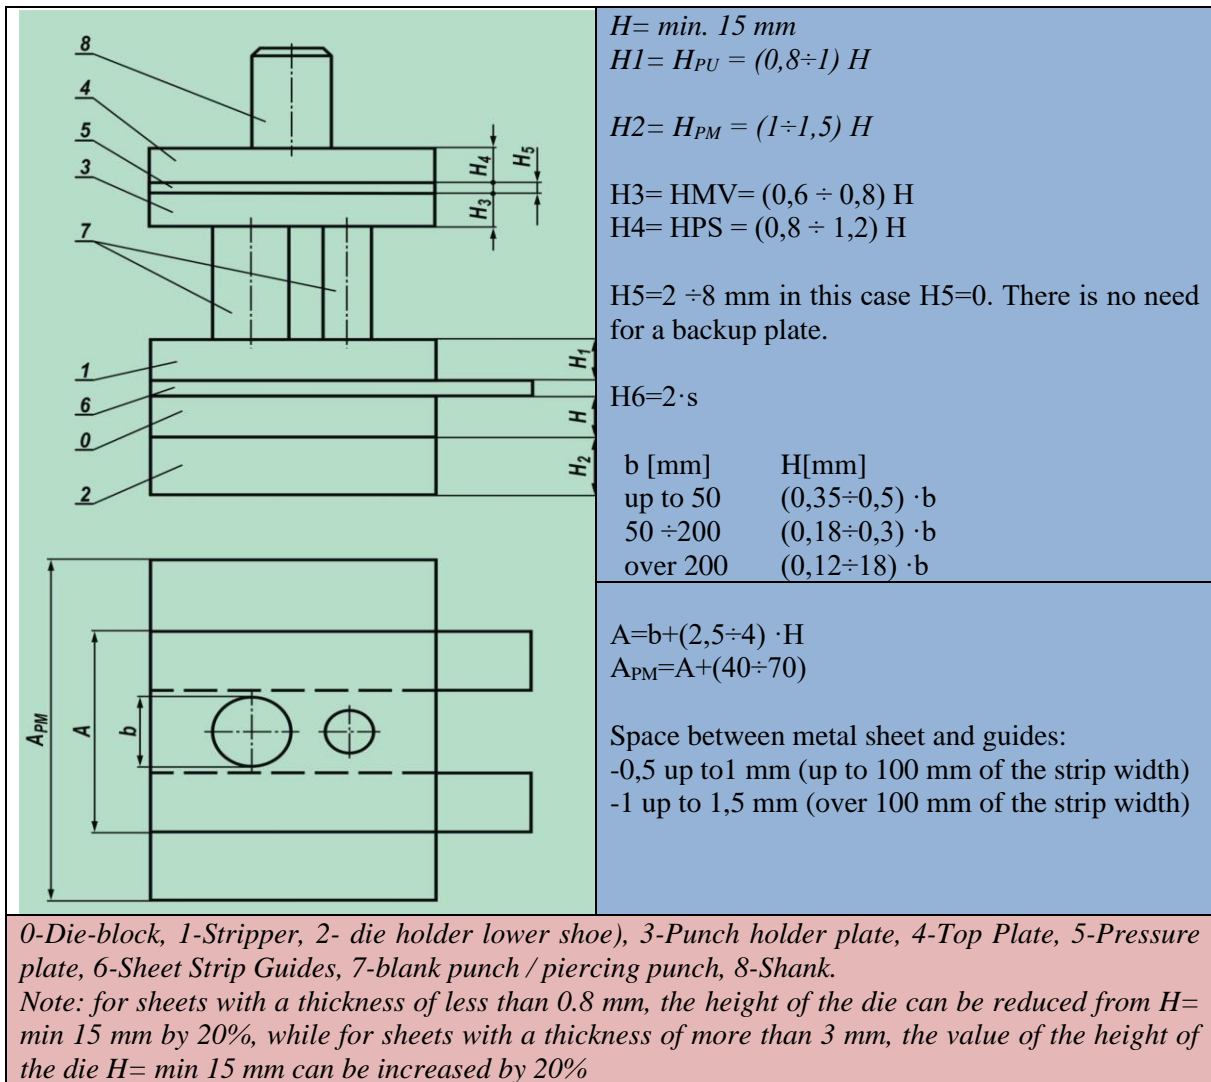 8
4
5
3
7
1
6
0
2
H₄
H₅
H₃
H₁
H
H₂
A_PM
A
b
H= min. 15 mm
H1= H_PU = (0,8÷1) H
H2= H_PM = (1÷1,5) H
H3= HMV= (0,6 ÷ 0,8) H
H4= HPS = (0,8 ÷ 1,2) H
H5=2 ÷8 mm in this case H5=0. There is no need
for a backup plate.
H6=2·s
b [mm] H[mm]
up to 50 (0,35÷0,5) ·b
50 ÷200 (0,18÷0,3) ·b
over 200 (0,12÷18) ·b
A=b+(2,5÷4) ·H
A_PM=A+(40÷70)
Space between metal sheet and guides:
-0,5 up to1 mm (up to 100 mm of the strip width)
-1 up to 1,5 mm (over 100 mm of the strip width)
0-Die-block, 1-Stripper, 2- die holder lower shoe), 3-Punch holder plate, 4-Top Plate, 5-Pressure
plate, 6-Sheet Strip Guides, 7-blank punch / piercing punch, 8-Shank.
Note: for sheets with a thickness of less than 0.8 mm, the height of the die can be reduced from H=
min 15 mm by 20%, while for sheets with a thickness of more than 3 mm, the value of the height of
the die H= min 15 mm can be increased by 20%